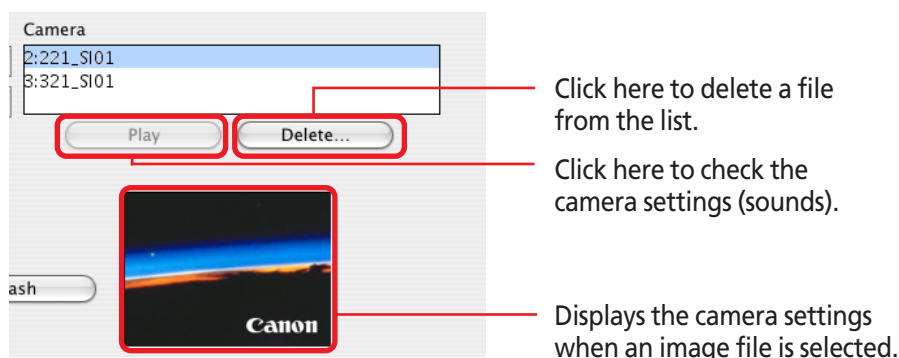 Camera
2:221_SI01
3:321_SI01
Play
Delete...
Click here to delete a file
from the list.
Click here to check the
camera settings (sounds).
ash
Canon
Displays the camera settings
when an image file is selected.